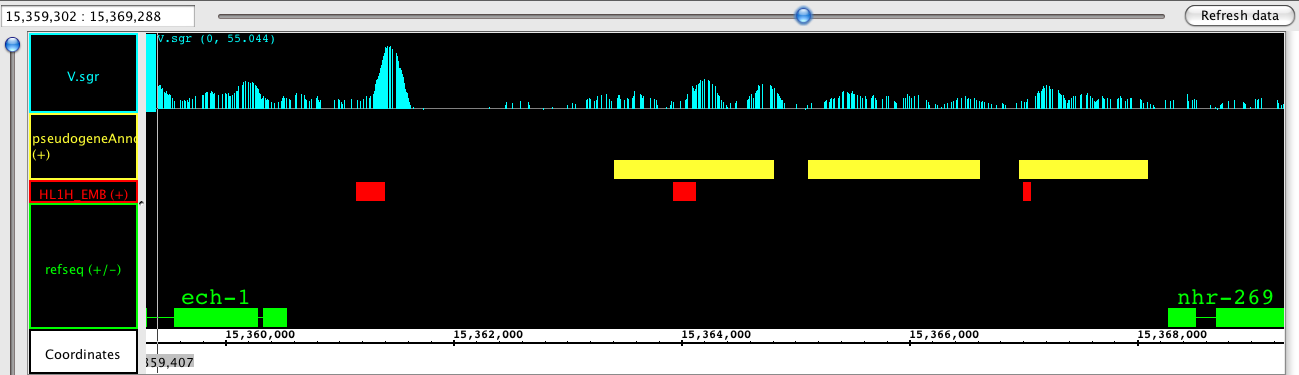 15,359,302 : 15,369,288
Refresh data
V.sgr (0, 55.044)
V.sgr
pseudogeneAnno
(+)
HL1H_EMB (+)
refseq (+/-)
ech-1
nhr-269
15,360,000
15,362,000
15,364,000
15,366,000
15,368,000
Coordinates
359,407